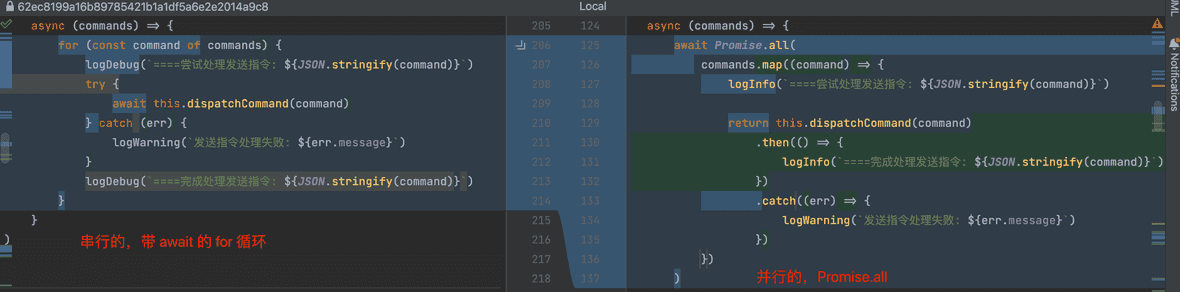 62ec8199a16b89785421b1a1df5a6e2e2014a9c8
Local
async (commands) => {
for (const command of commands) {
logDebug(`====尝试处理发送指令: ${JSON.stringify(command)}`)
try {
await this.dispatchCommand(command)
} catch (err) {
logWarning(`发送指令处理失败: ${err.message}`)
}
logDebug(`====完成处理发送指令: ${JSON.stringify(command)}`)
}
}
)
串行的，带 await 的 for 循环
205 124
206 125
207 126
208 127
209 128
210 129
211 130
212 131
213 132
214 133
215 134
216 135
217 136
218 137
async (commands) => {
await Promise.all(
commands.map((command) => {
logInfo(`====尝试处理发送指令: ${JSON.stringify(command)}`)
return this.dispatchCommand(command)
.then(() => {
logInfo(`====完成处理发送指令: ${JSON.stringify(command)}`)
})
.catch((err) => {
logWarning(`发送指令处理失败: ${err.message}`)
})
})
)
并行的，Promise.all
Notifications